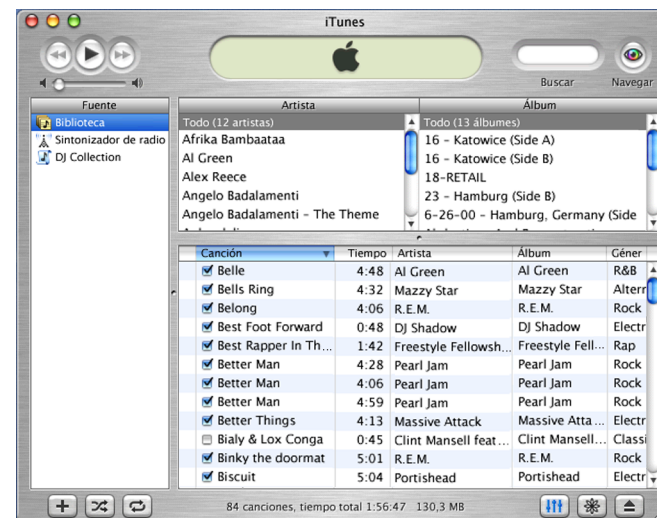 iTunes
Buscar
Navegar
Fuente
Biblioteca
Sintonizador de radio
DJ Collection
Artista
Todo (12 artistas)
Afrika Bambaataa
Al Green
Alex Reece
Angelo Badalamenti
Angelo Badalamenti - The Theme
Álbum
Todo (13 álbumes)
16 - Katowice (Side A)
16 - Katowice (Side B)
18-RETAIL
23 - Hamburg (Side B)
6-26-00 - Hamburg, Germany (Side
Canción Tiempo Artista Álbum Géner
Belle 4:48 Al Green Al Green R&B
Bells Ring 4:32 Mazzy Star Mazzy Star Alterr
Belong 4:06 R.E.M. R.E.M. Rock
Best Foot Forward 0:48 DJ Shadow DJ Shadow Electr
Best Rapper In Th... 1:42 Freestyle Fellowsh... Freestyle Fell... Rap
Better Man 4:28 Pearl Jam Pearl Jam Rock
Better Man 4:06 Pearl Jam Pearl Jam Rock
Better Man 4:59 Pearl Jam Pearl Jam Rock
Better Things 4:13 Massive Attack Massive Atta... Electr
Bialy & Lox Conga 0:45 Clint Mansell feat... Clint Mansell... Classi
Binky the doormat 5:01 R.E.M. R.E.M. Rock
Biscuit 5:04 Portishead Portishead Electr
84 canciones, tiempo total 1:56:47 130,3 MB